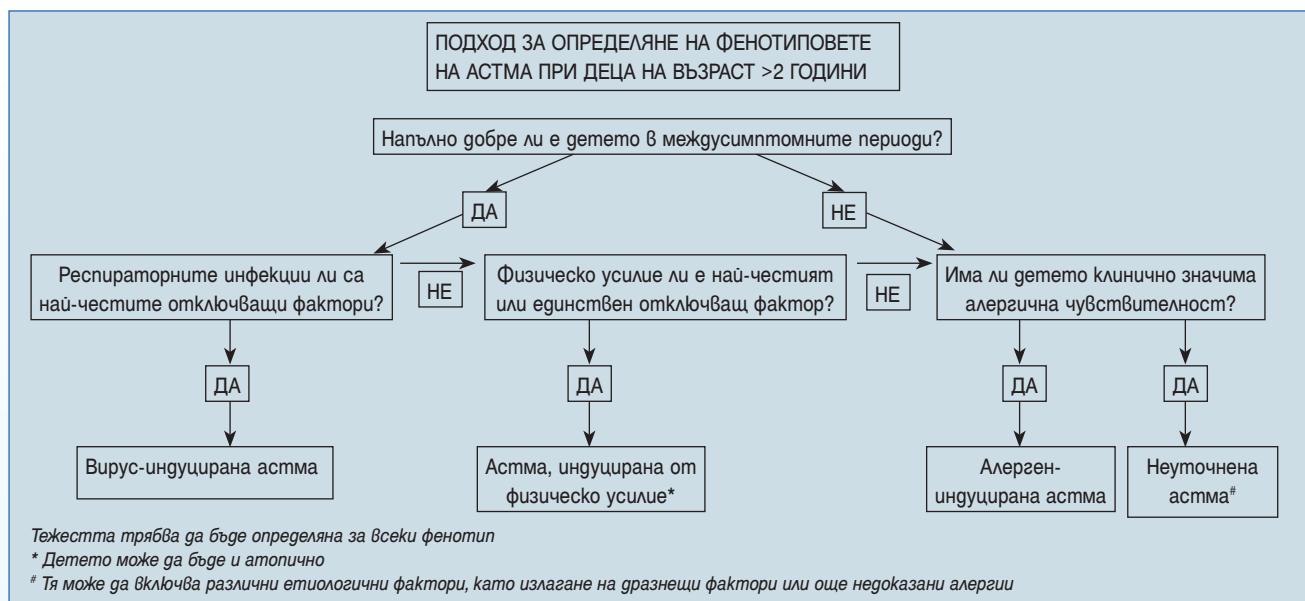 ПОДХОД ЗА ОПРЕДЕЛЯНЕ НА ФЕНОТИПОВЕТЕ
НА АСТМА ПРИ ДЕЦА НА ВЪЗРАСТ >2 ГОДИНИ
Напълно добре ли е детето в междусимптомните периоди?
ДА
НЕ
Респираторните инфекции ли са
най-честите отключващи фактори?
НЕ
Физическо усилие ли е най-честият
или единствен отключващ фактор?
НЕ
Има ли детето клинично значима
алергична чувствителност?
ДА
ДА
ДА
ДА
Вирус-индуцирана астма
Астма, индуцирана от
физическо усилие*
Алерген-
индуцирана астма
Неуточнена
астма#
Тежестта трябва да бъде определяна за всеки фенотип
* Детето може да бъде и атопично
# Тя може да включва различни етиологични фактори, като излагане на дразнещи фактори или още недоказани алергии